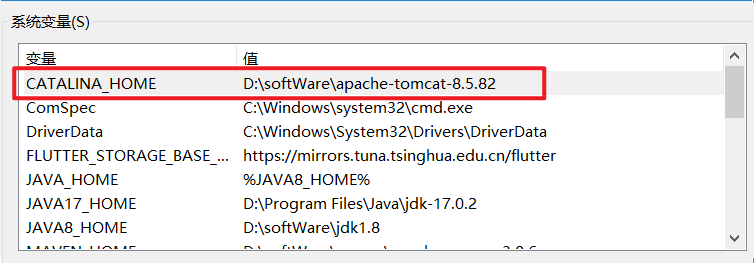 系统变量(S)
变量 值
CATALINA_HOME D:\softWare\apache-tomcat-8.5.82
ComSpec C:\Windows\system32\cmd.exe
DriverData C:\Windows\System32\Drivers\DriverData
FLUTTER_STORAGE_BASE_... https://mirrors.tuna.tsinghua.edu.cn/flutter
JAVA_HOME %JAVA8_HOME%
JAVA17_HOME D:\Program Files\Java\jdk-17.0.2
JAVA8_HOME D:\softWare\jdk1.8